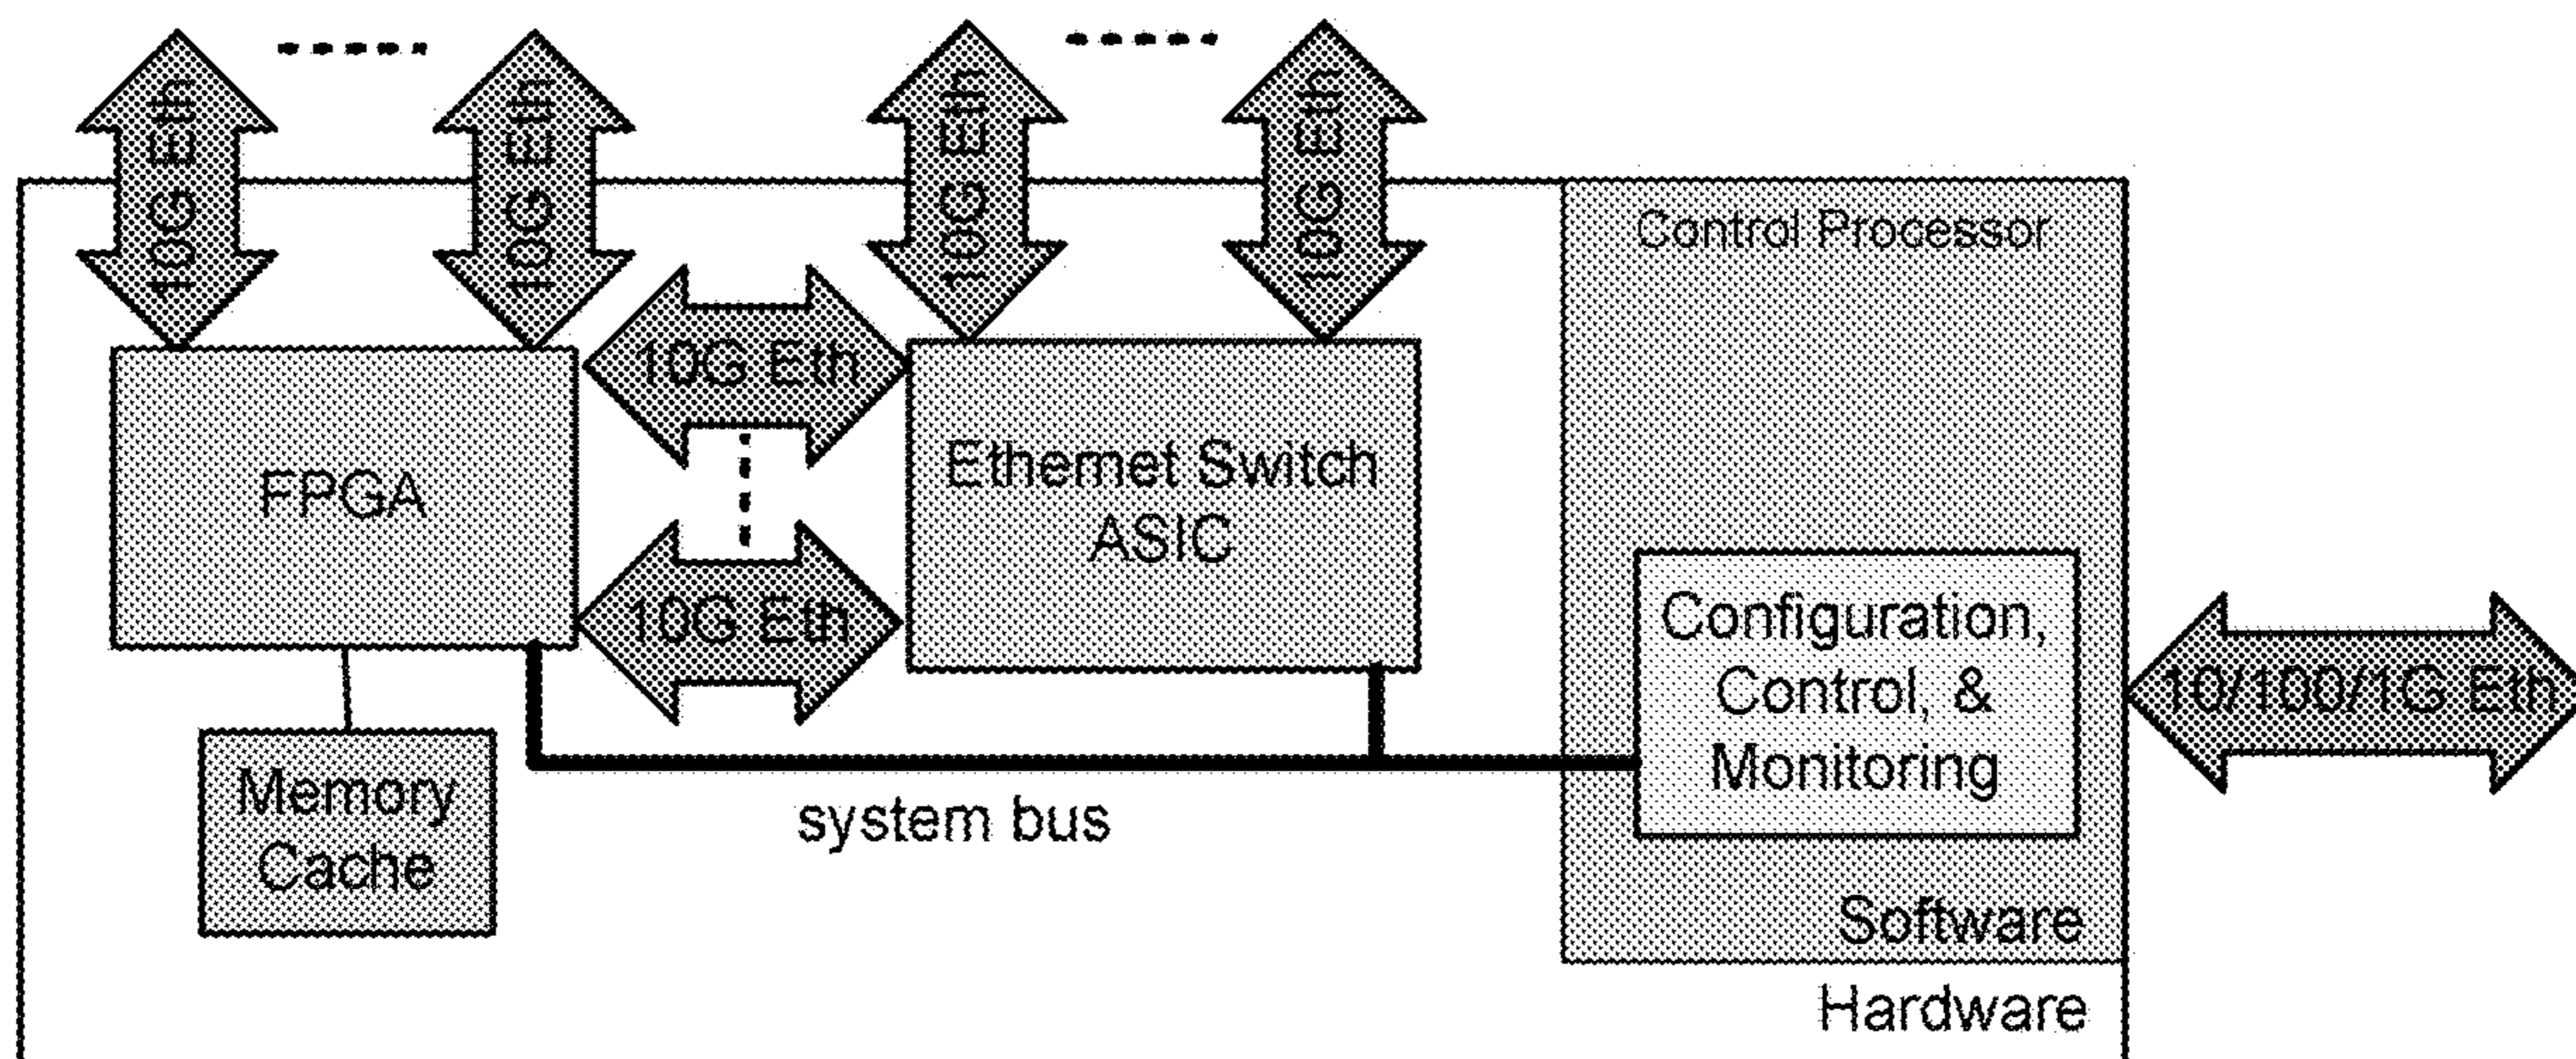 10G Eth
10G Eth
10G Eth
10G Eth
Control Processor
10G Eth
FPGA
Ethernet Switch
ASIC
10G Eth
Configuration,
Control, &
Monitoring
10/100/1G Eth
Memory
Cache
system bus
Software
Hardware